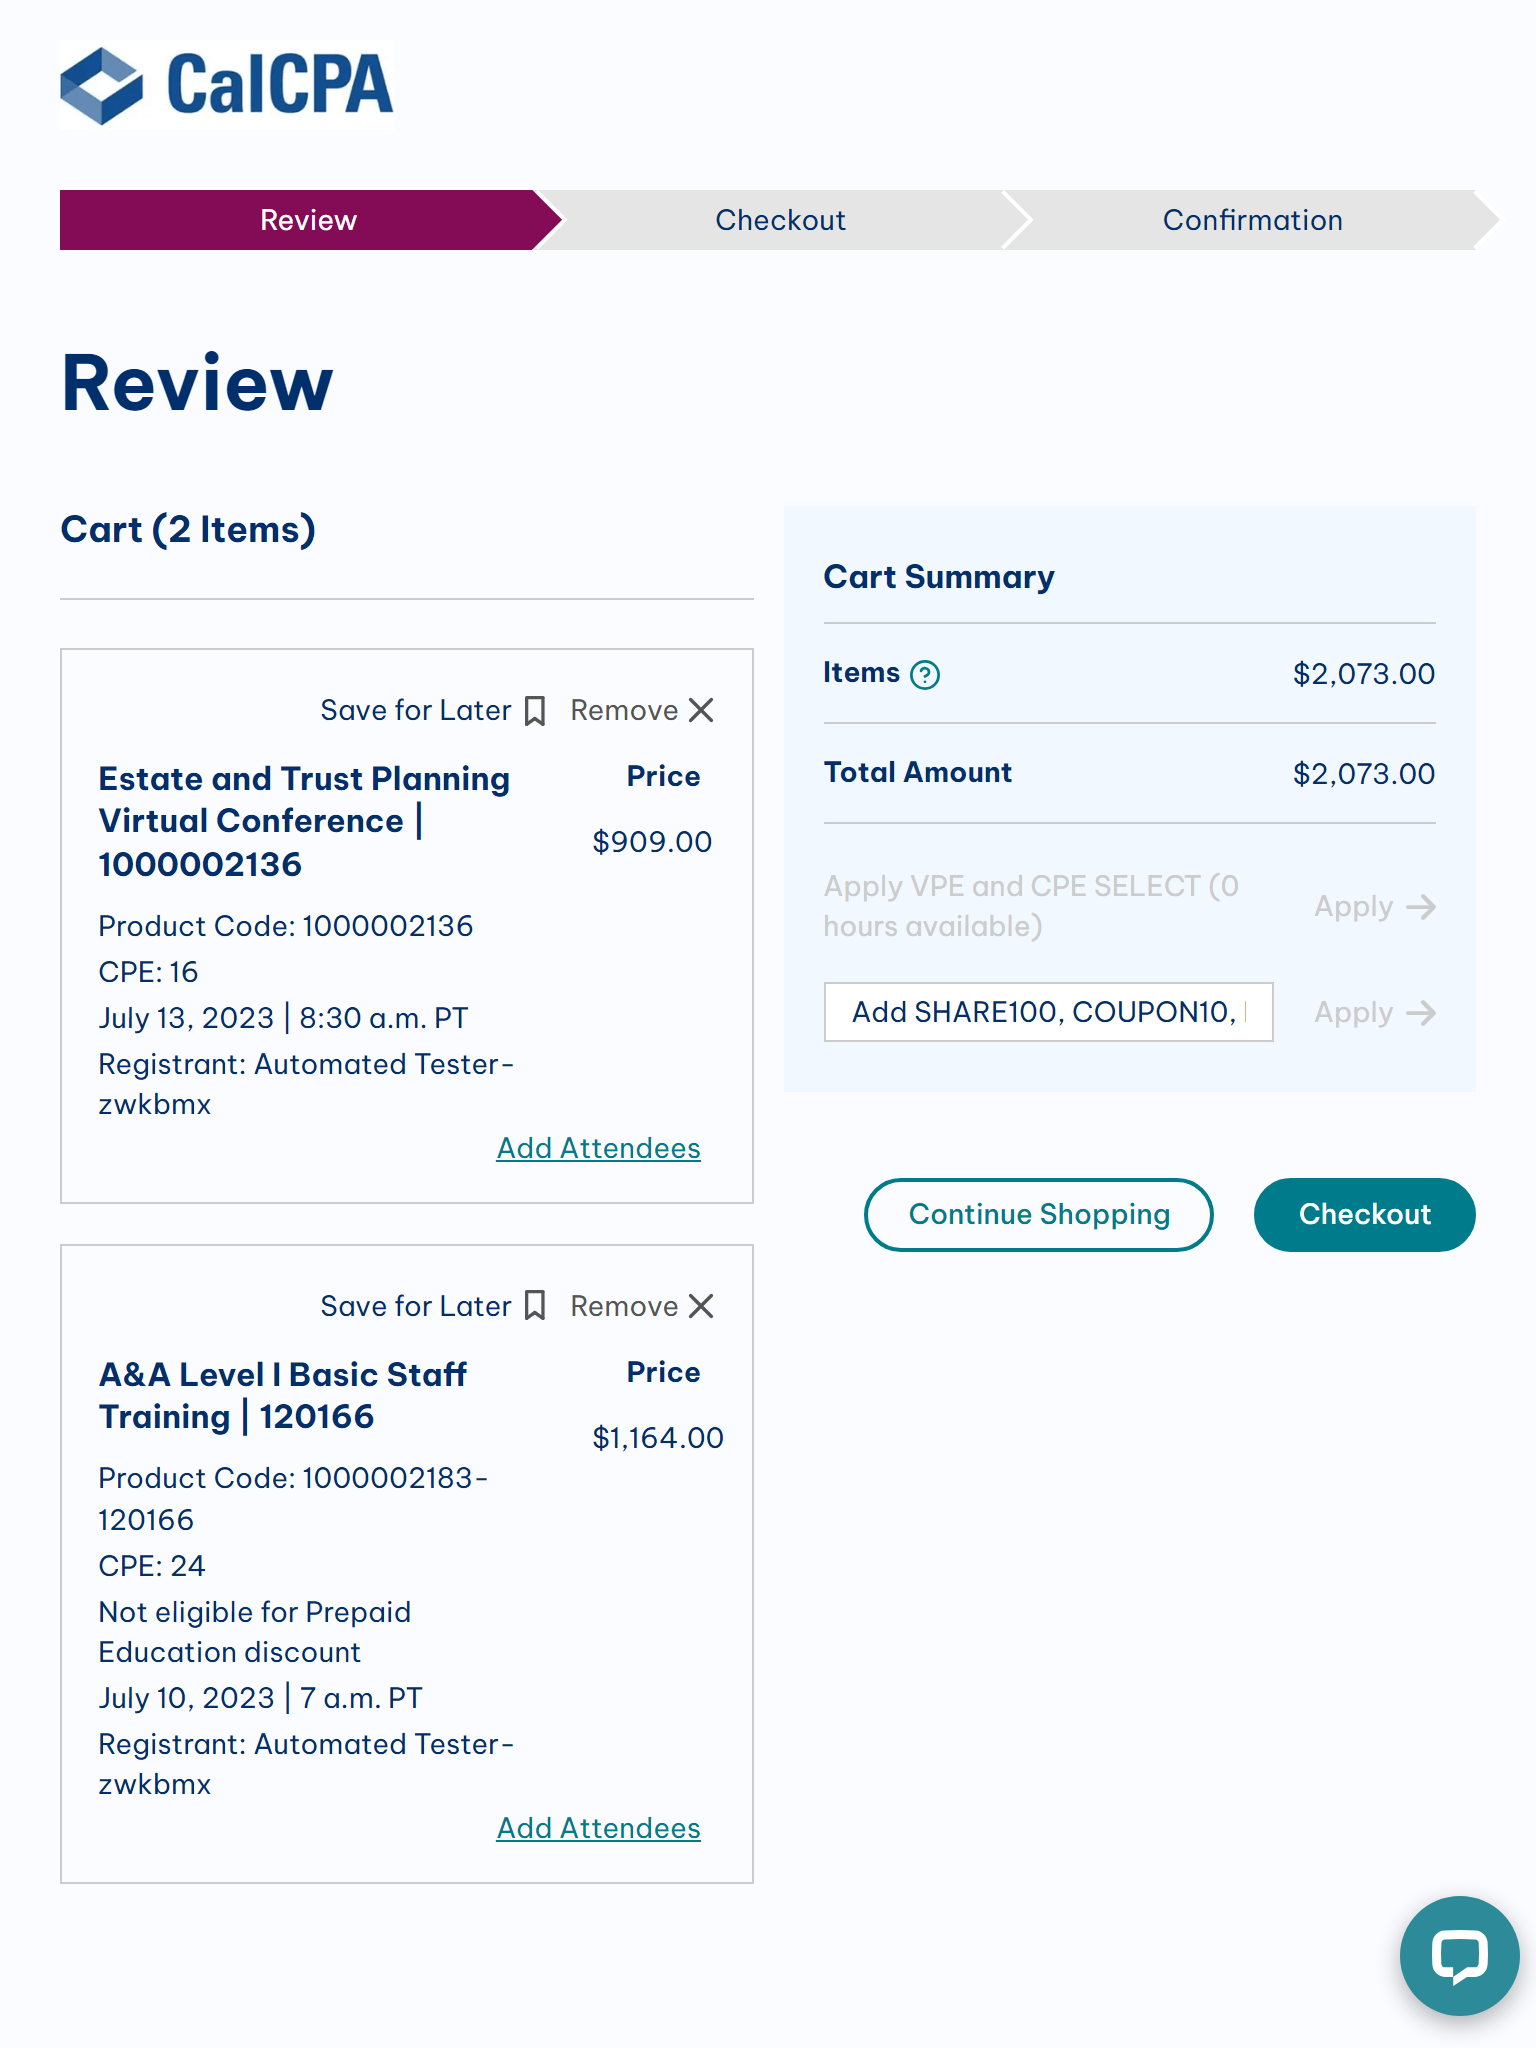 CalCPA
Review
Checkout
Confirmation
Review
Cart (2 Items)
Save for Later
Remove
Estate and Trust Planning
Virtual Conference |
1000002136
Price
$909.00
Product Code: 1000002136
CPE: 16
July 13, 2023 | 8:30 a.m. PT
Registrant: Automated Tester-
zwkbmx
Add Attendees
Save for Later
Remove
A&A Level I Basic Staff
Training | 120166
Price
$1,164.00
Product Code: 1000002183-
120166
CPE: 24
Not eligible for Prepaid
Education discount
July 10, 2023 | 7 a.m. PT
Registrant: Automated Tester-
zwkbmx
Add Attendees
Cart Summary
Items ?
$2,073.00
Total Amount
$2,073.00
Apply VPE and CPE SELECT (0
hours available)
Apply
Add SHARE100, COUPON10,
Apply
Continue Shopping
Checkout